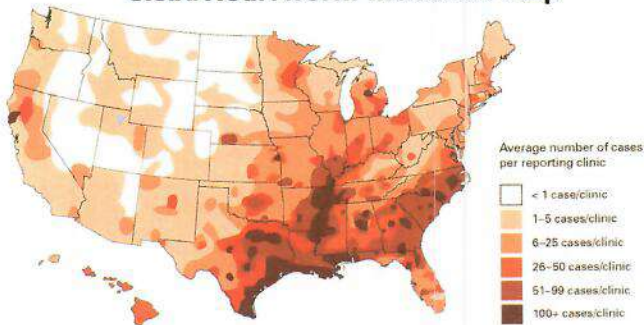 Average number of cases
per reporting clinic
< 1 case/clinic
1–5 cases/clinic
6–25 cases/clinic
26–50 cases/clinic
51–99 cases/clinic
100+ cases/clinic